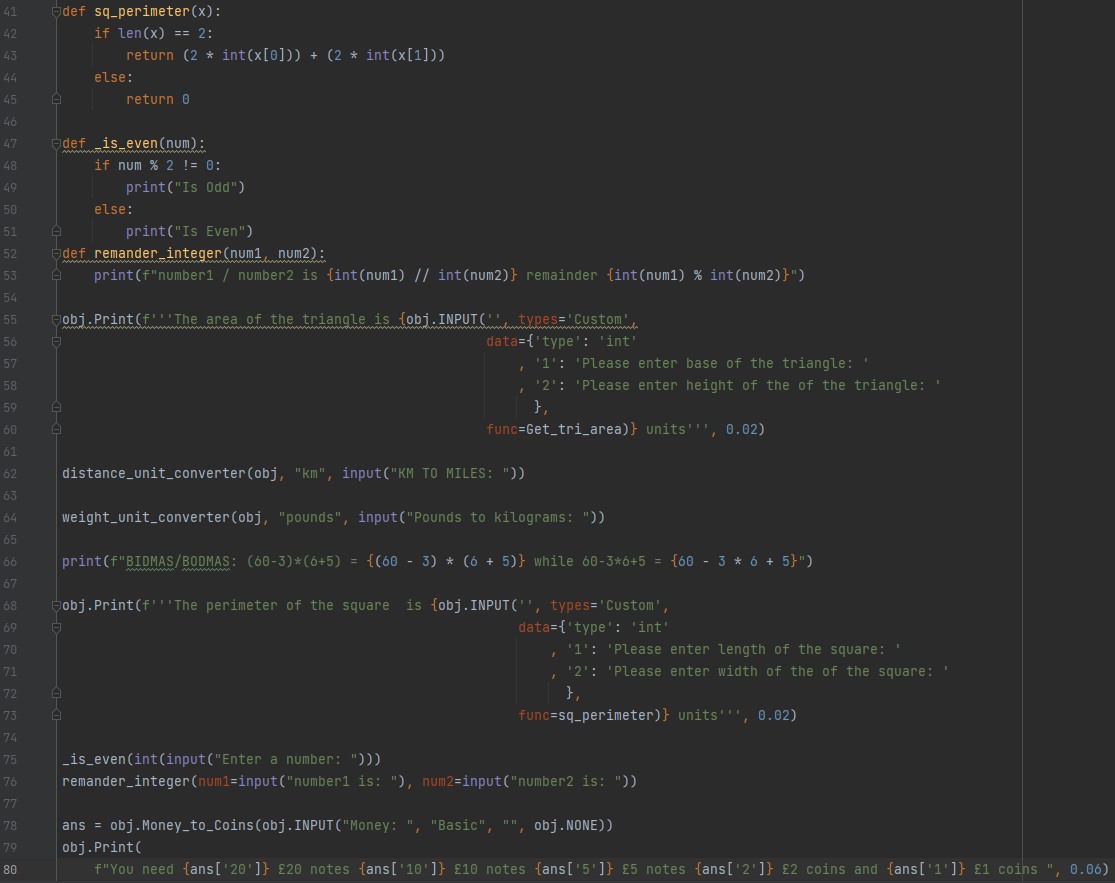 41 def sq_perimeter(x):
42     if len(x) == 2:
43         return (2 * int(x[0])) + (2 * int(x[1]))
44     else:
45         return 0
46
47 def _is_even(num):
48     if num % 2 != 0:
49         print("Is Odd")
50     else:
51         print("Is Even")
52 def remander_integer(num1, num2):
53     print(f"number1 / number2 is {int(num1) // int(num2)} remainder {int(num1) % int(num2)}")
54
55 obj.Print(f'''The area of the triangle is {obj.INPUT('', types='Custom',
56                                                      data={'type': 'int'
57                                                          , '1': 'Please enter base of the triangle: '
58                                                          , '2': 'Please enter height of the of the triangle: '
59                                                            },
60                                                      func=Get_tri_area)} units''', 0.02)
61
62 distance_unit_converter(obj, "km", input("KM TO MILES: "))
63
64 weight_unit_converter(obj, "pounds", input("Pounds to kilograms: "))
65
66 print(f"BIDMAS/BODMAS: (60-3)*(6+5) = {(60 - 3) * (6 + 5)} while 60-3*6+5 = {60 - 3 * 6 + 5}")
67
68 obj.Print(f'''The perimeter of the square  is {obj.INPUT('', types='Custom',
69                                                          data={'type': 'int'
70                                                              , '1': 'Please enter length of the square: '
71                                                              , '2': 'Please enter width of the of the square: '
72                                                                },
73                                                          func=sq_perimeter)} units''', 0.02)
74
75 _is_even(int(input("Enter a number: ")))
76 remander_integer(num1=input("number1 is: "), num2=input("number2 is: "))
77
78 ans = obj.Money_to_Coins(obj.INPUT("Money: ", "Basic", "", obj.NONE))
79 obj.Print(
80     f"You need {ans['20']} £20 notes {ans['10']} £10 notes {ans['5']} £5 notes {ans['2']} £2 coins and {ans['1']} £1 coins ", 0.06)